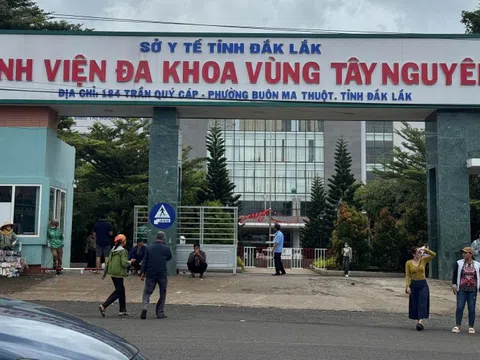 SỞ Y TẾ TỈNH ĐẮK LẮK
NH VIỆN ĐA KHOA VÙNG TÂY NGUYÊ
ĐỊA CHỈ: 184 TRẦN QUÝ CÁP - PHƯỜNG BUÔN MA THUỘT. TỈNH ĐẮK LẮK